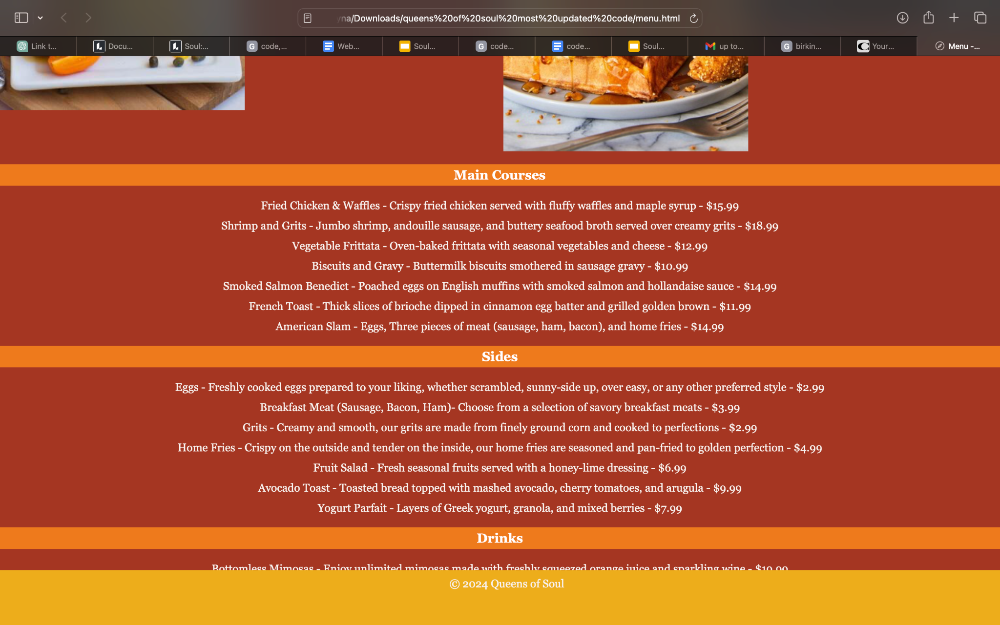 yna/Downloads/queens%20of%20soul%20most%20updated%20code/menu.html
Link t...
Docu...
Soul:...
code,...
Web...
Soul...
code...
code...
Soul...
up to...
birkin...
Your...
Menu -...
Main Courses
Fried Chicken & Waffles - Crispy fried chicken served with fluffy waffles and maple syrup - $15.99
Shrimp and Grits - Jumbo shrimp, andouille sausage, and buttery seafood broth served over creamy grits - $18.99
Vegetable Frittata - Oven-baked frittata with seasonal vegetables and cheese - $12.99
Biscuits and Gravy - Buttermilk biscuits smothered in sausage gravy - $10.99
Smoked Salmon Benedict - Poached eggs on English muffins with smoked salmon and hollandaise sauce - $14.99
French Toast - Thick slices of brioche dipped in cinnamon egg batter and grilled golden brown - $11.99
American Slam - Eggs, Three pieces of meat (sausage, ham, bacon), and home fries - $14.99
Sides
Eggs - Freshly cooked eggs prepared to your liking, whether scrambled, sunny-side up, over easy, or any other preferred style - $2.99
Breakfast Meat (Sausage, Bacon, Ham)- Choose from a selection of savory breakfast meats - $3.99
Grits - Creamy and smooth, our grits are made from finely ground corn and cooked to perfections - $2.99
Home Fries - Crispy on the outside and tender on the inside, our home fries are seasoned and pan-fried to golden perfection - $4.99
Fruit Salad - Fresh seasonal fruits served with a honey-lime dressing - $6.99
Avocado Toast - Toasted bread topped with mashed avocado, cherry tomatoes, and arugula - $9.99
Yogurt Parfait - Layers of Greek yogurt, granola, and mixed berries - $7.99
Drinks
Bottomless Mimosas - Enjoy unlimited mimosas made with freshly squeezed orange juice and sparkling wine -
© 2024 Queens of Soul